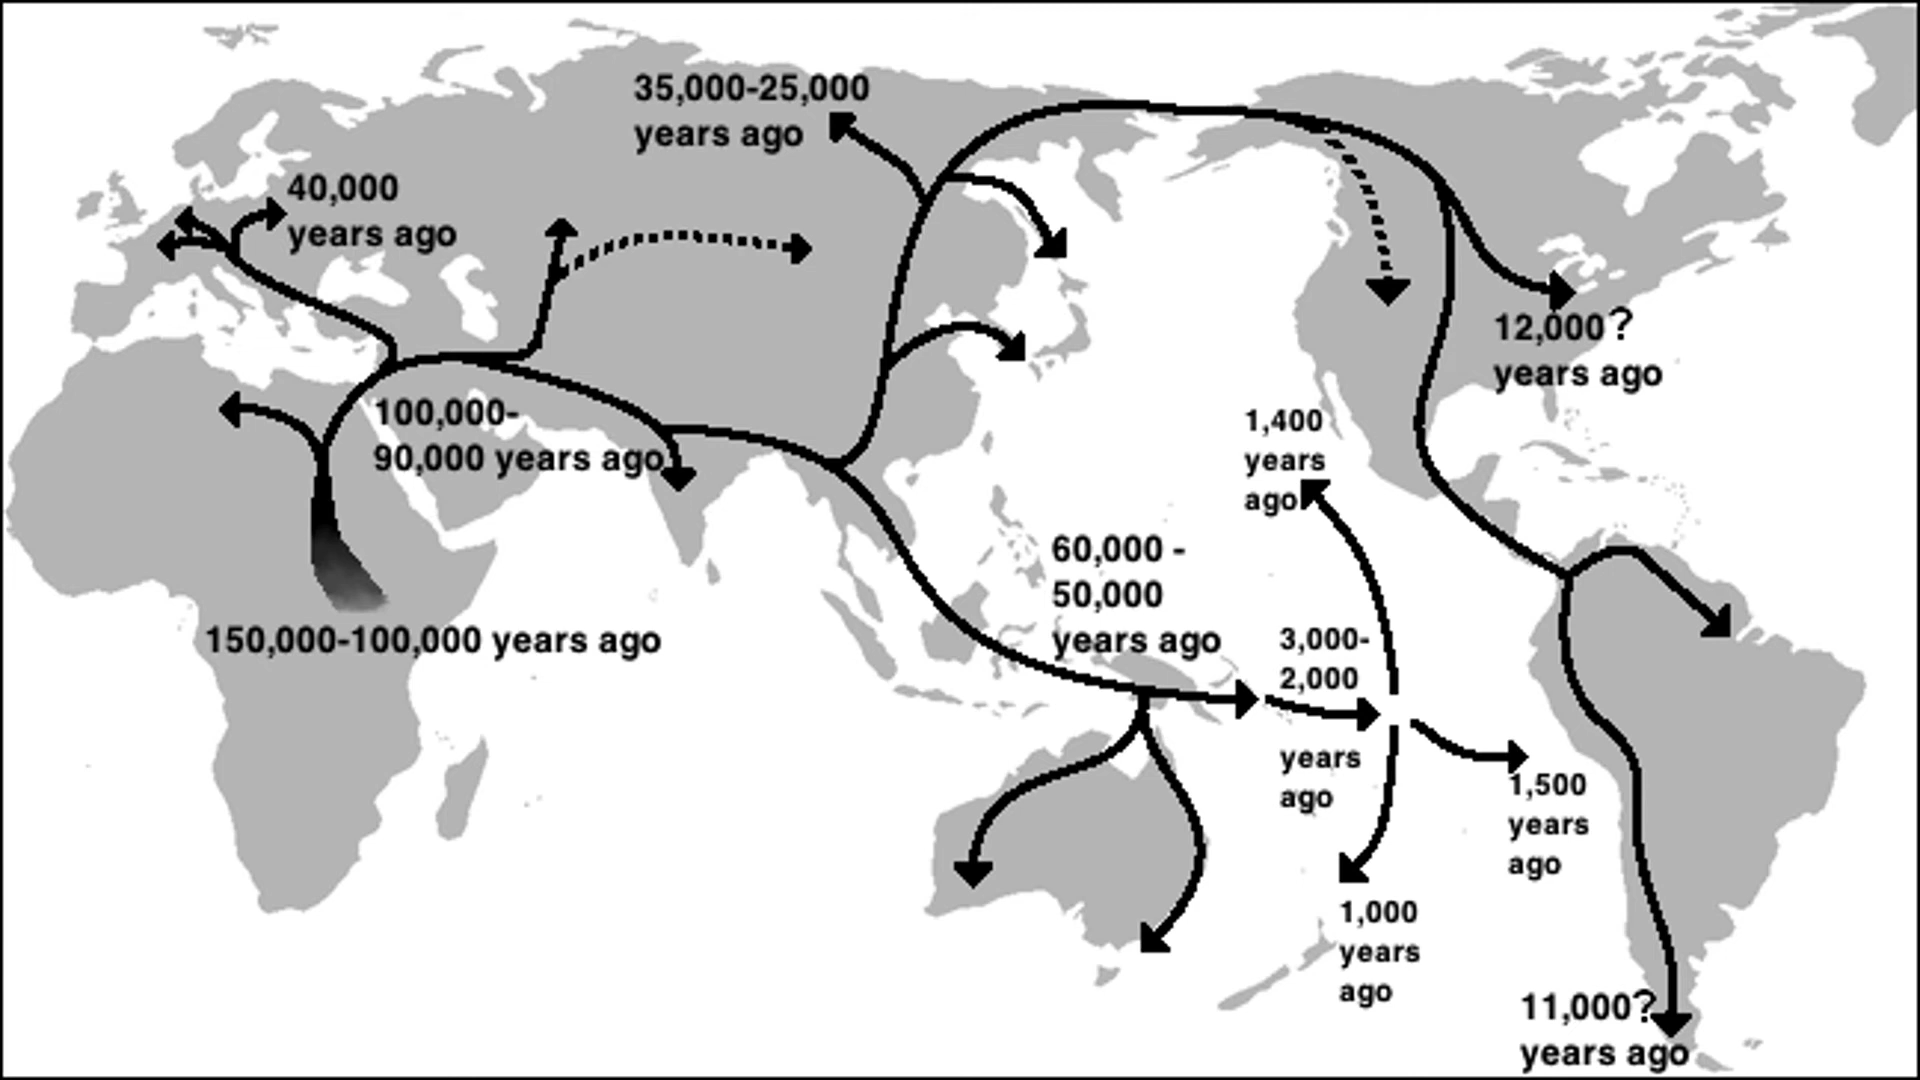 35,000-25,000
years ago
40,000
years ago
12,000?
years ago
100,000-
90,000 years ago
1,400
years
ago
60,000 -
50,000
years ago
150,000-100,000 years ago
3,000-
2,000
years
ago
1,500
years
ago
1,000
years
ago
11,000?
years ago